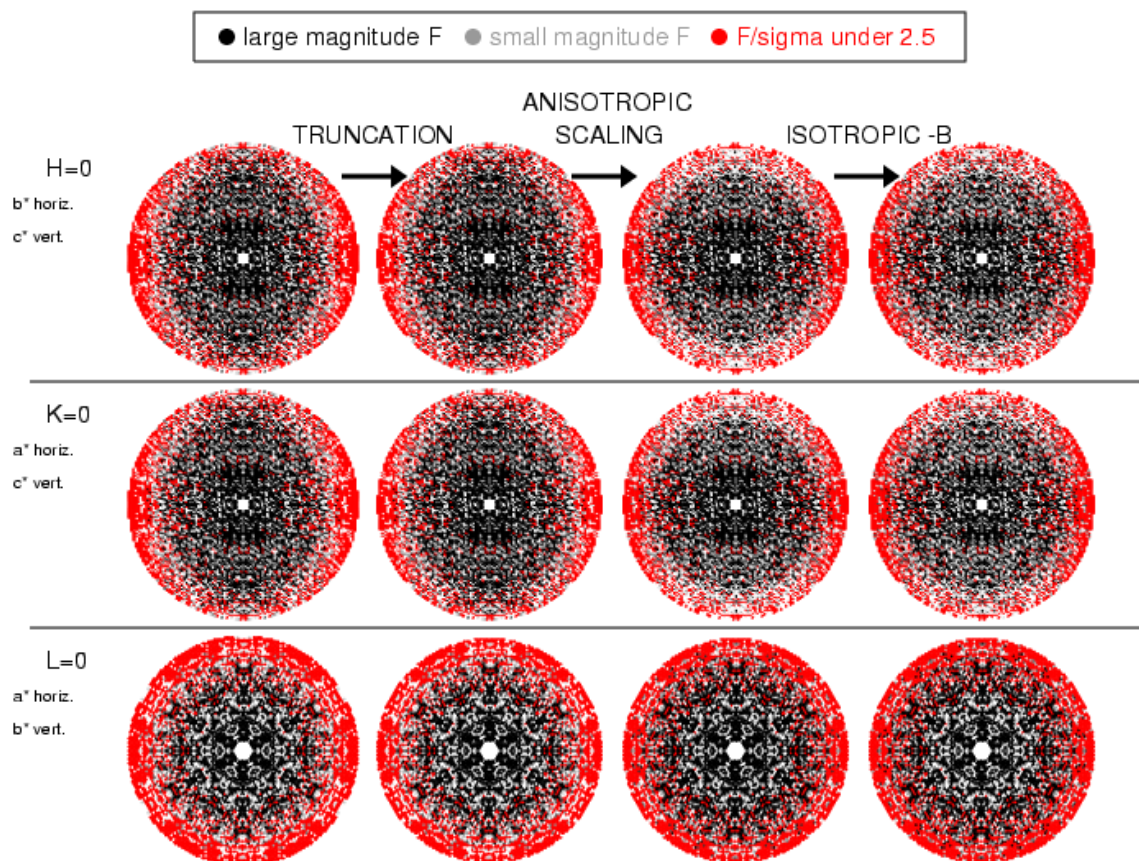 large magnitude F small magnitude F F/sigma under 2.5
ANISOTROPIC
TRUNCATION SCALING ISOTROPIC -B
H=0
b* horiz.
c* vert.
K=0
a* horiz.
c* vert.
L=0
a* horiz.
b* vert.